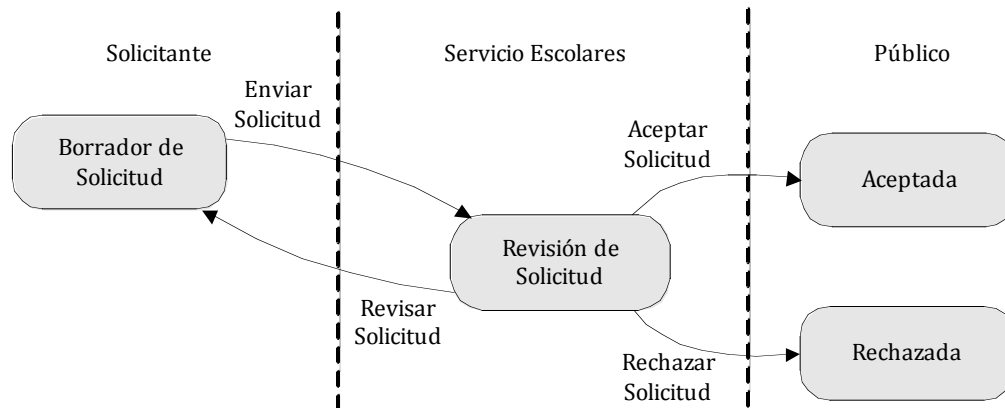 Solicitante
Servicio Escolares
Público
Enviar
Solicitud
Borrador de
Solicitud
Aceptar
Solicitud
Aceptada
Revisión de
Solicitud
Revisar
Solicitud
Rechazar
Solicitud
Rechazada